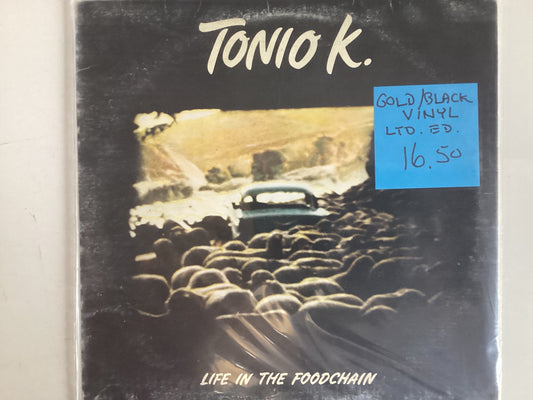 TONIO K.
GOLD/BLACK
VINYL
LTD. ED.
16.50
LIFE IN THE FOODCHAIN